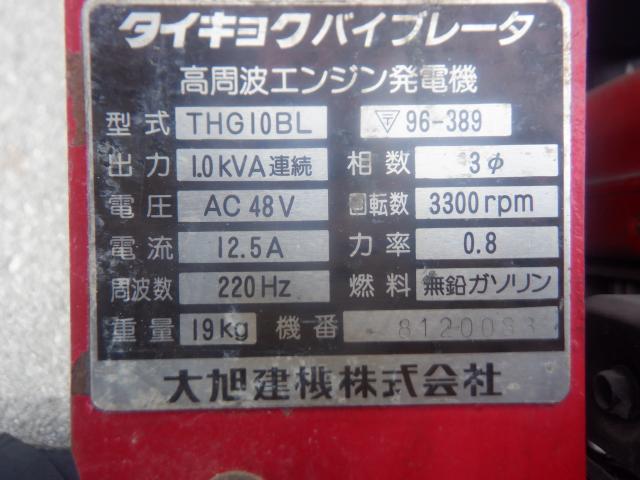 タイキョクバイブレータ
高周波エンジン発電機
型式 THG10BL ▽〒 96-389
出力 1.0kVA連続 相数 3φ
電圧 AC 48V 回転数 3300rpm
電流 12.5A 力率 0.8
周波数 220Hz 燃料 無鉛ガソリン
重量 19kg 機番 8120083
大旭建機株式会社